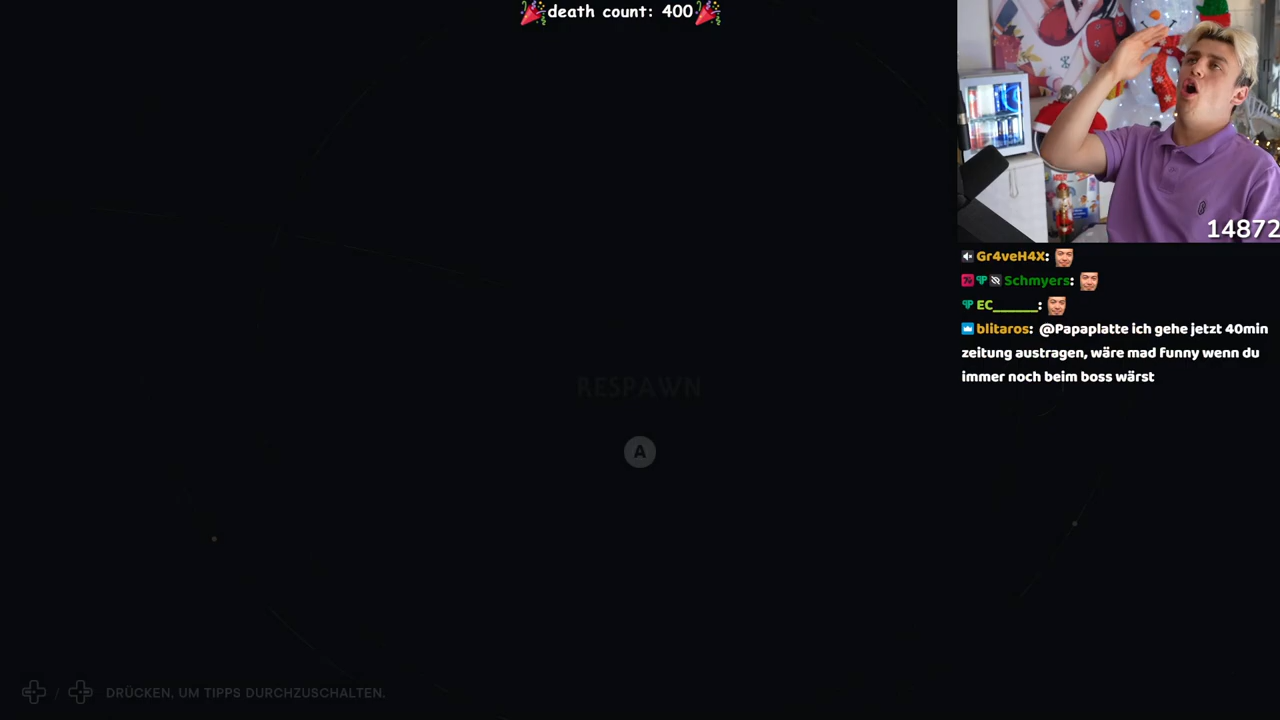 death count: 400
14872
Gr4veH4X:
Schmyers:
EC______:
blitaros: @Papaplatte ich gehe jetzt 40min
zeitung austragen, wäre mad funny wenn du
immer noch beim boss wärst
RESPAWN
A
/ DRÜCKEN, UM TIPPS DURCHZUSCHALTEN.